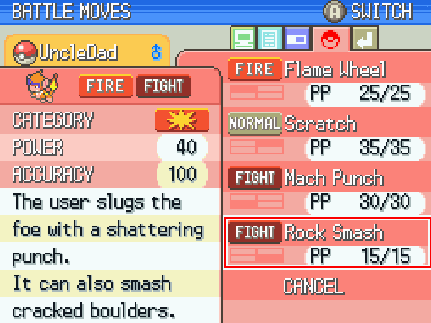 BATTLE MOVES
A SWITCH
UncleDad ♂
FIRE FIGHT
CATEGORY
POWER 40
ACCURACY 100
The user slugs the
foe with a shattering
punch.
It can also smash
cracked boulders.
FIRE Flame Wheel
PP 25/25
NORMAL Scratch
PP 35/35
FIGHT Mach Punch
PP 30/30
FIGHT Rock Smash
PP 15/15
CANCEL